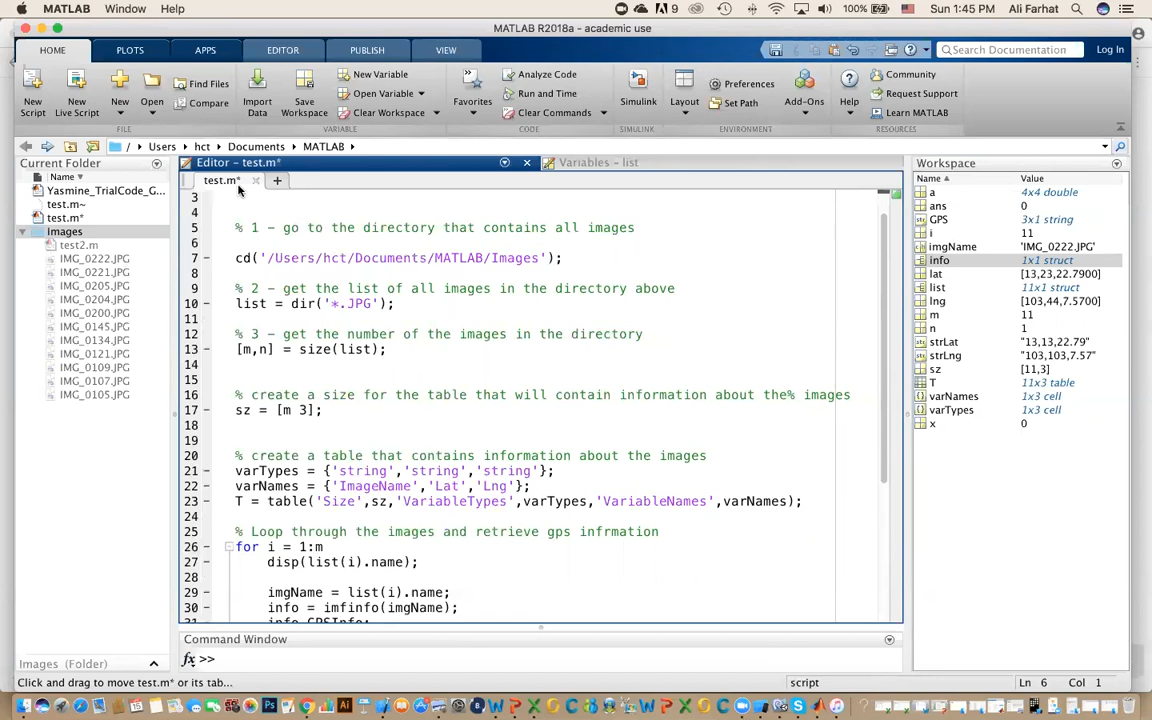 MATLAB Window Help
9 100% Sun 1:45 PM Ali Farhat
MATLAB R2018a - academic use
HOME PLOTS APPS EDITOR PUBLISH VIEW
Search Documentation Log In
New Script
New Live Script
New
Open
Find Files
Compare
Import Data
Save Workspace
New Variable
Open Variable
Clear Workspace
Favorites
Analyze Code
Run and Time
Clear Commands
Simulink
Layout
Preferences
Set Path
Add-Ons
Help
Community
Request Support
Learn MATLAB
FILE VARIABLE CODE SIMULINK ENVIRONMENT RESOURCES
/ Users hct Documents MATLAB
Current Folder
Name
Yasmine_TrialCode_G...
test.m~
test.m*
Images
test2.m
IMG_0222.JPG
IMG_0221.JPG
IMG_0205.JPG
IMG_0204.JPG
IMG_0200.JPG
IMG_0145.JPG
IMG_0134.JPG
IMG_0121.JPG
IMG_0109.JPG
IMG_0107.JPG
IMG_0105.JPG
Images (Folder)
Editor - test.m*
Variables - list
test.m*
3
4
5 % 1 - go to the directory that contains all images
6
7 - cd('/Users/hct/Documents/MATLAB/Images');
8
9 % 2 - get the list of all images in the directory above
10 - list = dir('*.JPG');
11
12 % 3 - get the number of the images in the directory
13 - [m,n] = size(list);
14
15
16 % create a size for the table that will contain information about the% images
17 - sz = [m 3];
18
19
20 % create a table that contains information about the images
21 - varTypes = {'string','string','string'};
22 - varNames = {'ImageName','Lat','Lng'};
23 - T = table('Size',sz,'VariableTypes',varTypes,'VariableNames',varNames);
24
25 % Loop through the images and retrieve gps infrmation
26 - for i = 1:m
27 - disp(list(i).name);
28
29 - imgName = list(i).name;
30 - info = imfinfo(imgName);
31 info.GPSInfo;
Command Window
fx >>
Workspace
Name Value
a 4x4 double
ans 0
GPS 3x1 string
i 11
imgName 'IMG_0222.JPG'
info 1x1 struct
lat [13,23,22.7900]
list 11x1 struct
lng [103,44,7.5700]
m 11
n 1
strLat "13,13,22.79"
strLng "103,103,7.57"
sz [11,3]
T 11x3 table
varNames 1x3 cell
varTypes 1x3 cell
x 0
Click and drag to move test.m* or its tab... script Ln 6 Col 1